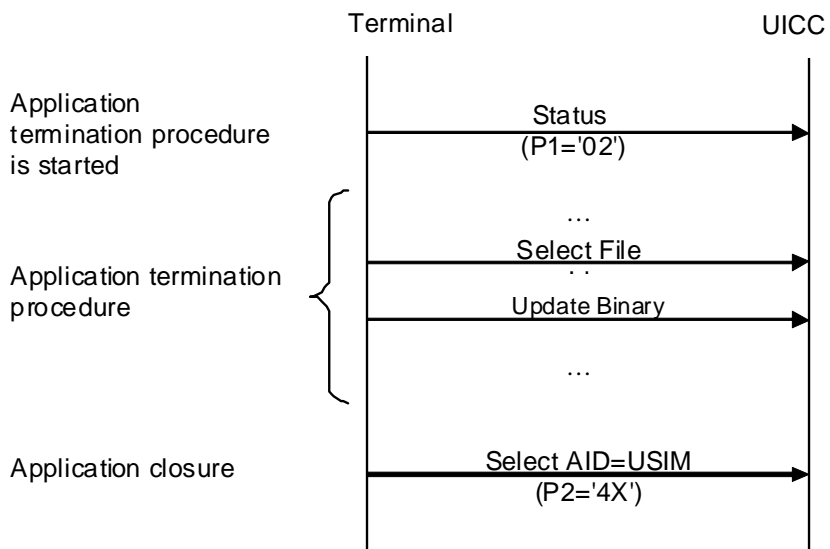 Terminal
UICC
Application
termination procedure
is started
Status
(P1='02')
...
Select File
..
Application termination
procedure
Update Binary
...
Application closure
Select AID=USIM
(P2='4X')